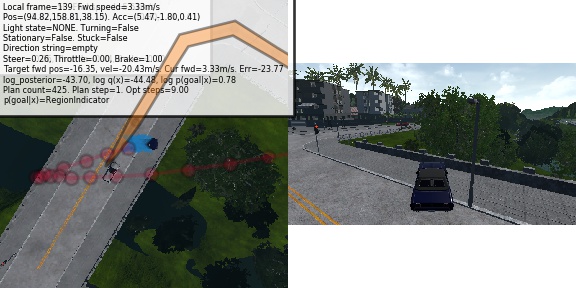 Local frame=139. Fwd speed=3.33m/s
Pos=(94.82,158.81,38.15). Acc=(5.47,-1.80,0.41)
Light state=NONE. Turning=False
Stationary=False. Stuck=False
Direction string=empty
Steer=0.26, Throttle=0.00, Brake=1.00
Target fwd pos=-16.35, vel=-20.43m/s. Cur fwd=3.33m/s. Err=-23.77
log_posterior=-43.70, log q(x)=-44.48, log p(goal|x)=0.78
Plan count=425. Plan step=1. Opt steps=9.00
p(goal|x)=RegionIndicator